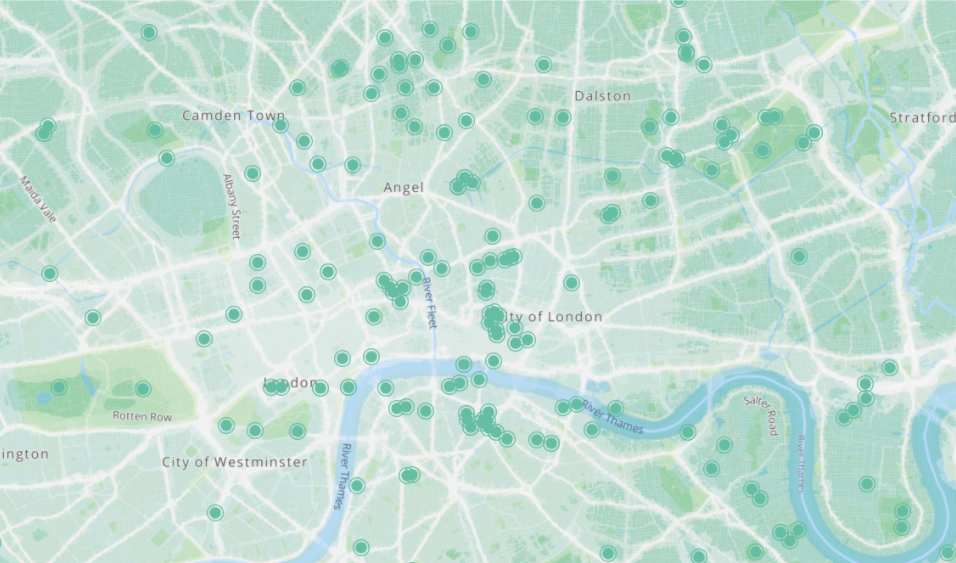 Dalston
Camden Town
Stratford
Maida Vale
Albany Street
Angel
River Fleet
ity of London
London
Rotten Row
River Thames
Salter Road
ington
City of Westminster
River Thames
River Thames